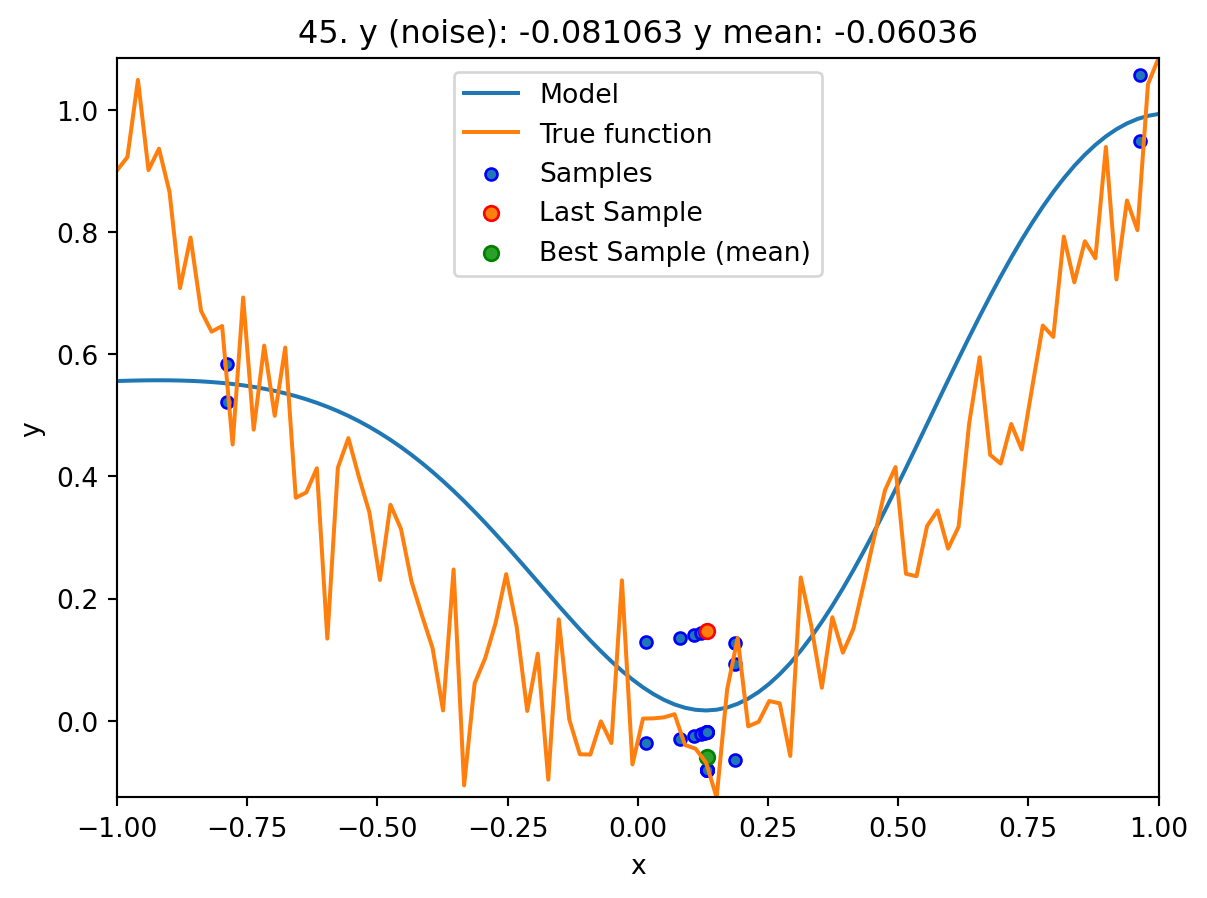 45. y (noise): -0.081063 y mean: -0.06036
Model
True function
Samples
Last Sample
Best Sample (mean)
1.0
0.8
0.6
0.4
0.2
0.0
y
−1.00 −0.75 −0.50 −0.25 0.00 0.25 0.50 0.75 1.00
x